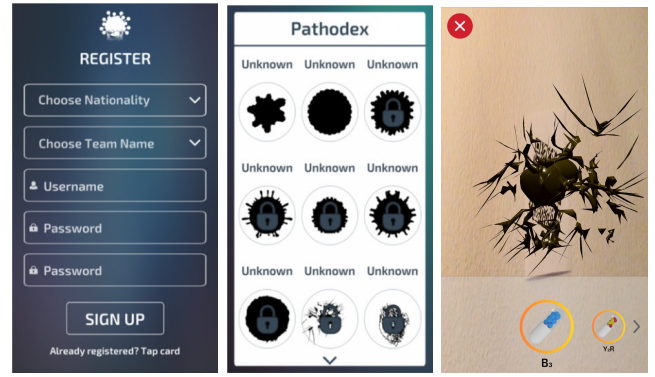 REGISTER
Choose Nationality
Choose Team Name
Username
Password
Password
SIGN UP
Already registered? Tap card
Pathodex
Unknown Unknown Unknown
Unknown Unknown Unknown
Unknown Unknown Unknown
B₃
Y₂R